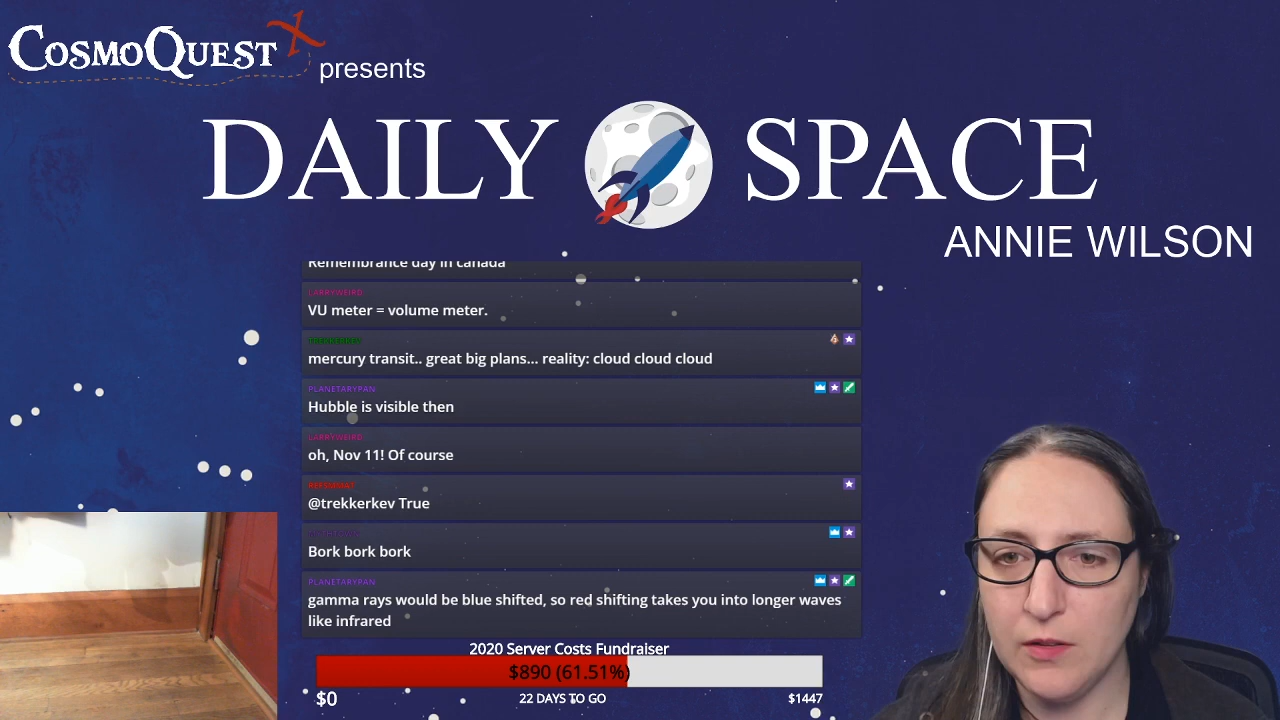 CosmoQuest X
presents
DAILY SPACE
ANNIE WILSON
Remembrance day in canada
LARRYWEIRD
VU meter = volume meter.
TREKKERKEV
mercury transit.. great big plans... reality: cloud cloud cloud
PLANETARYPAN
Hubble is visible then
LARRYWEIRD
oh, Nov 11! Of course
@trekkerkev True
Bork bork bork
PLANETARYPAN
gamma rays would be blue shifted, so red shifting takes you into longer waves
like infrared
2020 Server Costs Fundraiser
$890 (61.51%)
$0
22 DAYS TO GO
$1447